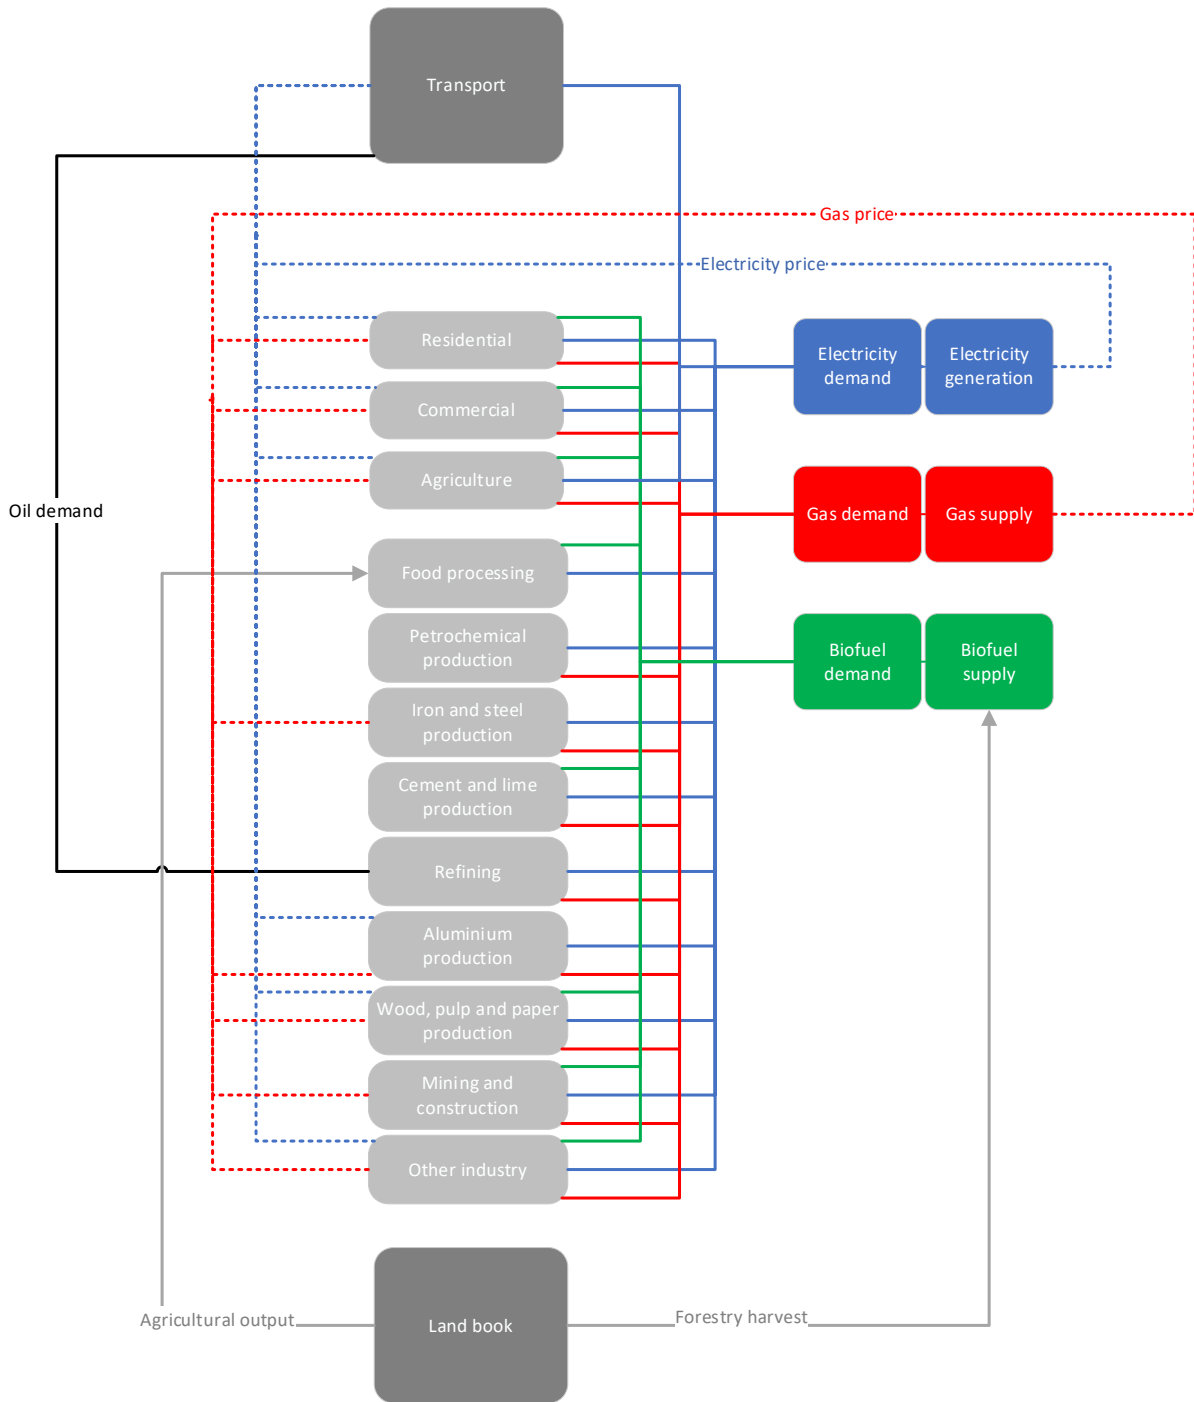 Transport
Gas price
Electricity price
Residential
Electricity
demand
Electricity
generation
Commercial
Agriculture
Oil demand
Gas demand
Gas supply
Food processing
Petrochemical
production
Biofuel
demand
Biofuel
supply
Iron and steel
production
Cement and lime
production
Refining
Aluminium
production
Wood, pulp and paper
production
Mining and
construction
Other industry
Agricultural output
Land book
Forestry harvest